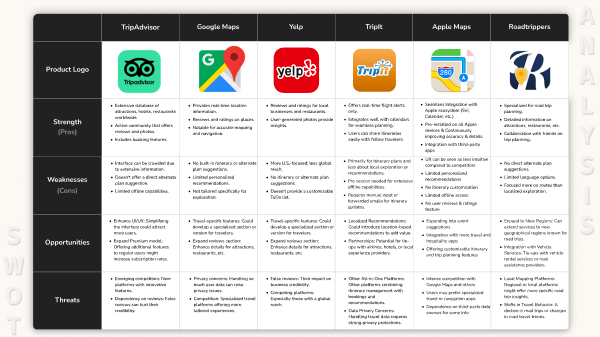 TripAdvisor
Google Maps
Yelp
TripIt
Apple Maps
Roadtrippers
Product Logo
Tripadvisor
G
yelp
TripIt
280
R
Strength
(Pros)
Extensive database of
attractions, hotels, restaurants
worldwide.
Active community that offers
reviews and photos.
Includes booking features.
Provides real-time location
information.
Reviews and ratings on places.
Notable for accurate mapping
and navigation.
Reviews and ratings for local
businesses and restaurants.
User-generated photos provide
insights.
Offers real-time flight alerts
only.
Integrates well with calendars
for seamless planning.
Users can share itineraries
easily with fellow travelers.
Seamless Integration with
Apple ecosystem (Siri,
Calendar, etc.)
Pre-installed on all Apple
devices & Continuously
improving accuracy & details.
Integration with third-party
apps
Specialized for road trip
planning.
Detailed information on
attractions, restaurants, etc.
Collaboration with friends on
trip planning.
Weaknesses
(Cons)
Interface can be crowded due
to extensive information.
Doesn't offer a direct alternate
plan suggestion.
Limited offline capabilities.
No built-in itinerary or alternate
plan suggestions.
Limited personalized
recommendations.
Not tailored specifically for
exploration.
More U.S.-focused; less global
reach.
No itinerary or alternate plan
suggestions.
Doesn't provide a customizable
ToDo list.
Primarily for itinerary plans and
less about local exploration or
recommendations.
Pro version needed for extensive
offline capabilities.
Requires manual input or
forwarded emails for itinerary
sprinters.
UX can be seen as less intuitive
compared to competitors
Limited personalised
recommendations
No itinerary customisation
Limited offline access
No user reviews & ratings
feature
No direct alternate plan
suggestions.
Limited language options.
Focused more on routes than
localized exploration.
Opportunities
Enhance UI/UX: Simplifying
the interface could attract
more users.
Expand Premium model:
Offering additional features
to regular users might
increase subscription rates.
Travel-specific features: Could
develop a specialized section or
version for travelers.
Expand reviews section:
Enhance details for attractions,
restaurants, etc.
Travel-specific features: Could
develop a specialized section or
version for travelers.
Expand reviews section:
Enhance details for attractions,
restaurants, etc.
Localized Recommendations:
Could introduce Location-based
recommendations to add value.
Partnerships: Potential for tie-
ups with airlines, hotels, or local
experience providers.
Expanding into event
suggestions
Integration with more travel and
hospitality apps
Offering customisable itinerary
and trip planning features
Expand to New Regions: Can
extend services to new
geographical regions known for
road trips.
Integration with Vehicle
Services: Tie-ups with vehicle
rental services or road
assistance providers.
Threats
Emerging competitors: New
platforms with innovative
features.
Dependency on reviews: False
reviews can hurt their
credibility.
Privacy concerns: Handling so
much user data can raise
privacy issues.
Competition: Specialized travel
platforms offering more
tailored experiences.
False reviews: Their impact on
business credibility.
Competing platforms:
Especially those with a global
reach.
Other All-in-One Platforms:
Other platforms combining
itinerary management with
bookings and
recommendations.
Data Privacy Concerns:
Handling travel data requires
strong privacy protections.
Intense competition with
Google Maps and others
Users may prefer specialized
travel or navigation apps
Dependency on third-party data
sources for some info
Local Mapping Platforms:
Regional or local platforms
might offer more specific road
trip insights.
Shifts in Travel Behavior: A
decline in road trips or changes
in road travel trends.
SWOT
ANALYSIS